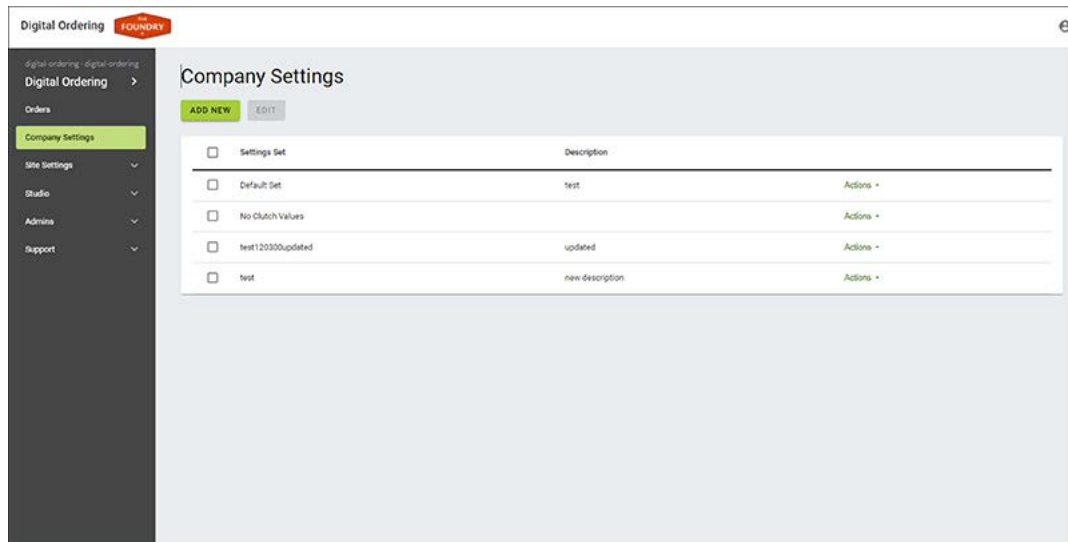 Digital Ordering
THE
FOUNDRY
digital-ordering-digital-ordering
Digital Ordering >
Orders
Company Settings
Site Settings
Studio
Admins
Support
Company Settings
ADD NEW EDIT
Settings Set Description
Default Set test Actions
No Clutch Values Actions
test120300updated updated Actions
test new description Actions